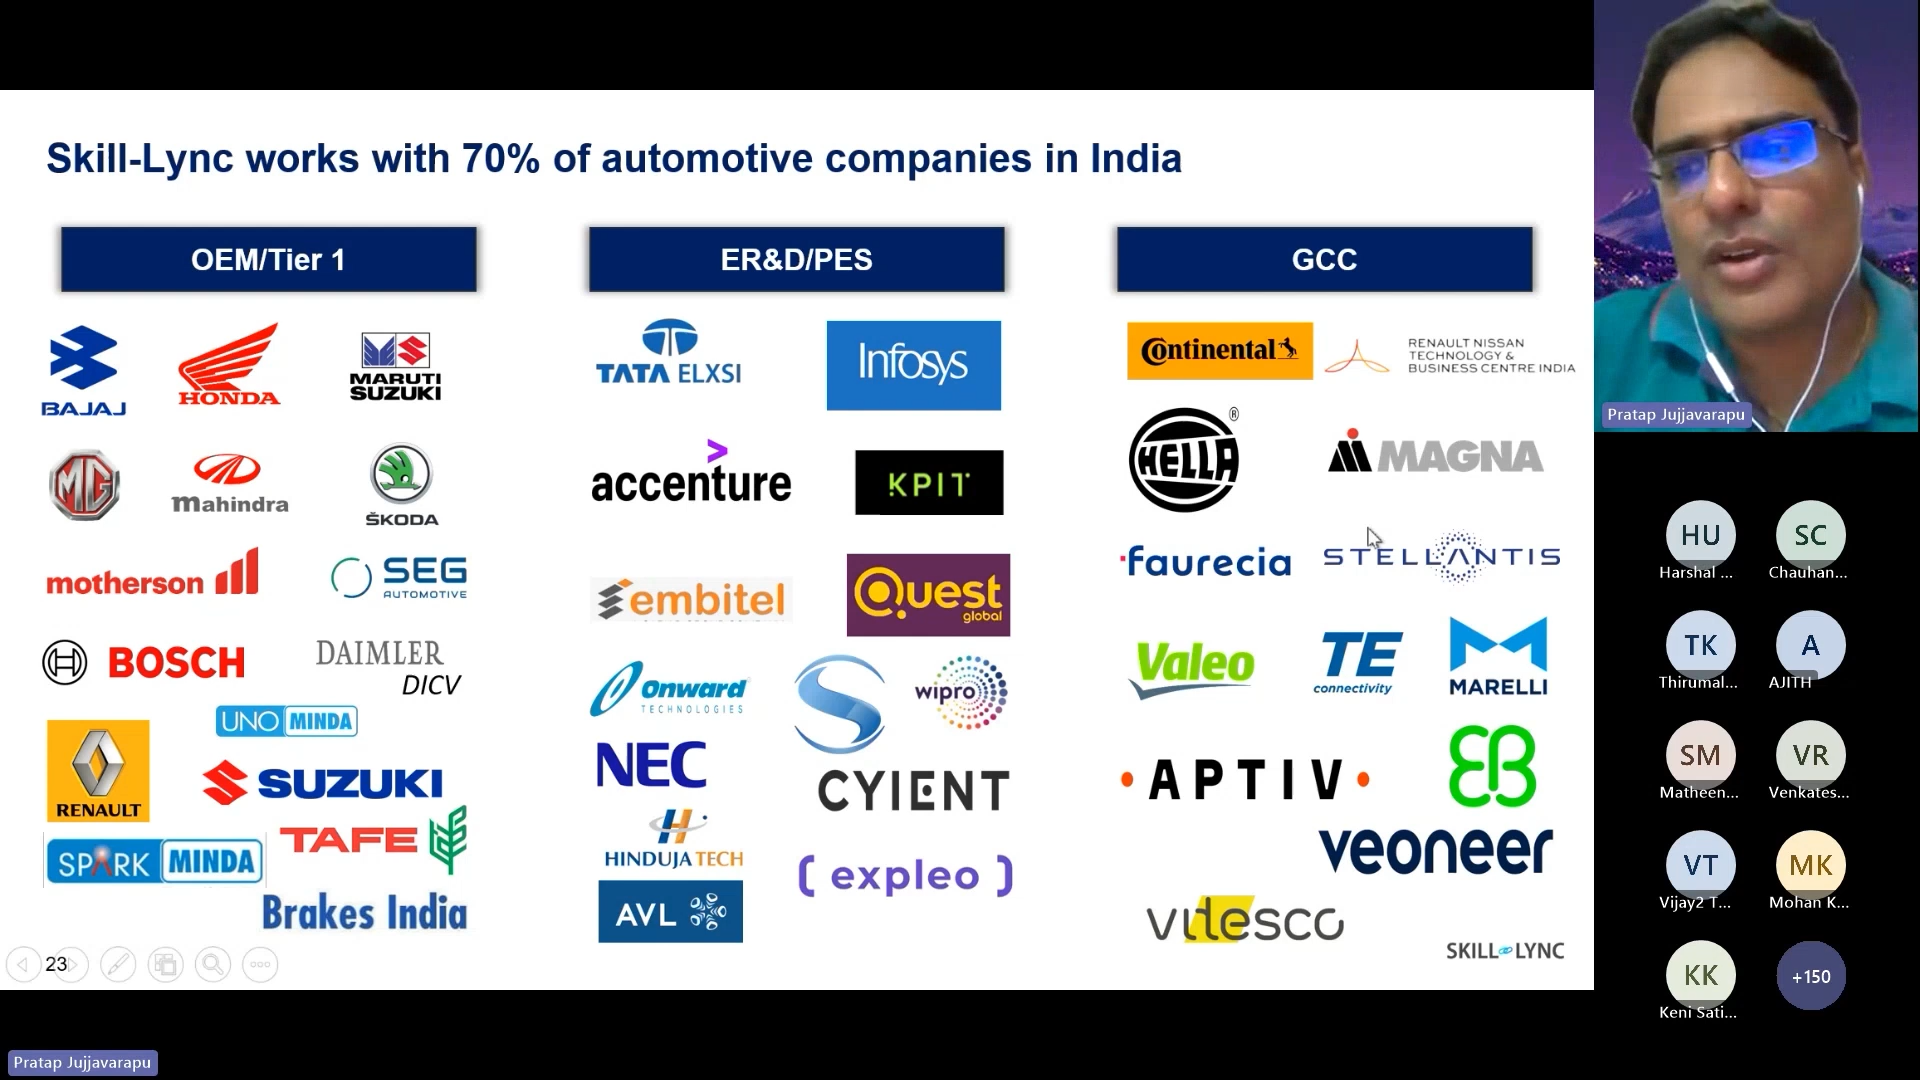 Skill-Lync works with 70% of automotive companies in India
OEM/Tier 1
ER&D/PES
GCC
BAJAJ
HONDA
MARUTI
SUZUKI
TATA ELXSI
Infosys
Continental
RENAULT NISSAN
TECHNOLOGY &
BUSINESS CENTRE INDIA
MG
mahindra
ŠKODA
accenture
KPIT
HELLA
®
MAGNA
motherson
SEG
AUTOMOTIVE
embitel
Quest
global
faurecia
STELLANTIS
BOSCH
DAIMLER
DICV
Onward
TECHNOLOGIES
wipro
Valeo
TE
connectivity
MARELLI
UNO MINDA
RENAULT
SUZUKI
NEC
CYIENT
APTIV
SPARK MINDA
TAFE
HINDUJA TECH
expleo
veoneer
Brakes India
AVL
vitesco
SKILL LYNC
23
Pratap Jujjavarapu
HU
Harshal ...
SC
Chauhan...
TK
Thirumal...
A
AJITH
SM
Matheen...
VR
Venkates...
VT
Vijay2 T...
MK
Mohan K...
KK
Keni Sati...
+150
Pratap Jujjavarapu